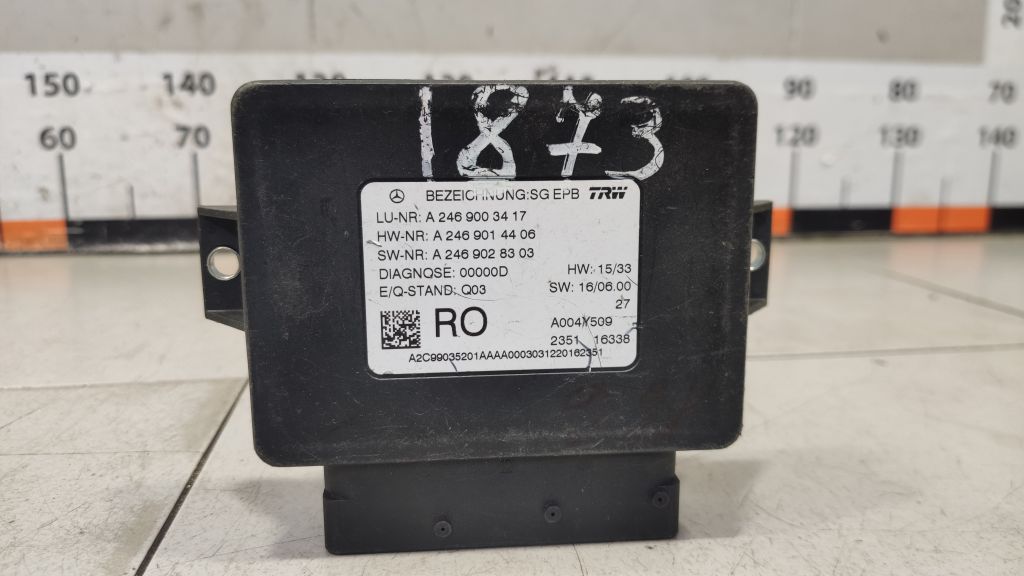 150 140 90 80 70
60 70 120 130 140
1873
BEZEICHNUNG:SG EPB TRW
LU-NR: A 246 900 34 17
HW-NR: A 246 901 44 06
SW-NR: A 246 902 83 03
DIAGNOSE: 00000D HW: 15/33
E/Q-STAND: Q03 SW: 16/06.00
27
RO A004Y509
2351 16338
A2C99035201AAAA0003031220162351